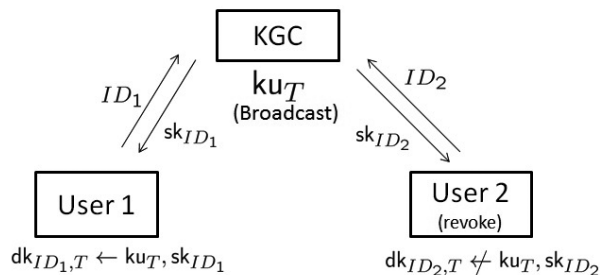 KGC
ku_T
(Broadcast)
ID_1
sk_{ID_1}
ID_2
sk_{ID_2}
User 1
dk_{ID_1,T} ← ku_T, sk_{ID_1}
User 2
(revoke)
dk_{ID_2,T} ↚ ku_T, sk_{ID_2}